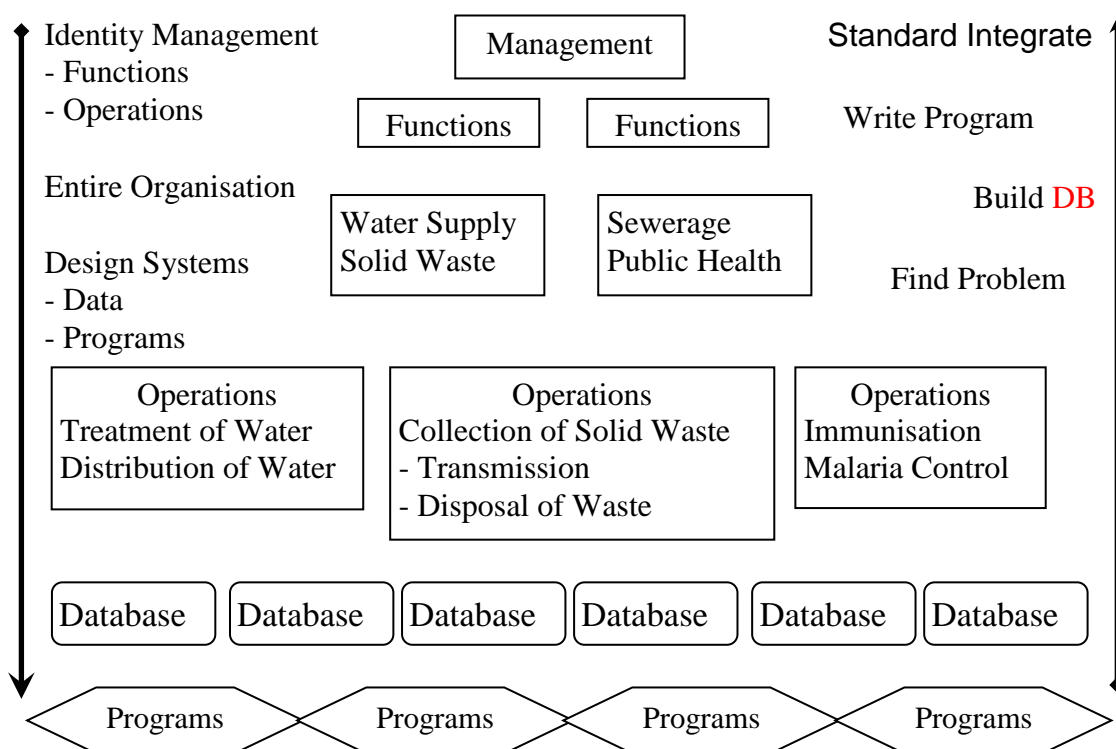 Identity Management
- Functions
- Operations
Management
Standard Integrate
Functions
Functions
Write Program
Entire Organisation
Build DB
Water Supply
Solid Waste
Sewerage
Public Health
Design Systems
- Data
- Programs
Find Problem
Operations
Treatment of Water
Distribution of Water
Operations
Collection of Solid Waste
- Transmission
- Disposal of Waste
Operations
Immunisation
Malaria Control
Database
Database
Database
Database
Database
Database
Programs
Programs
Programs
Programs